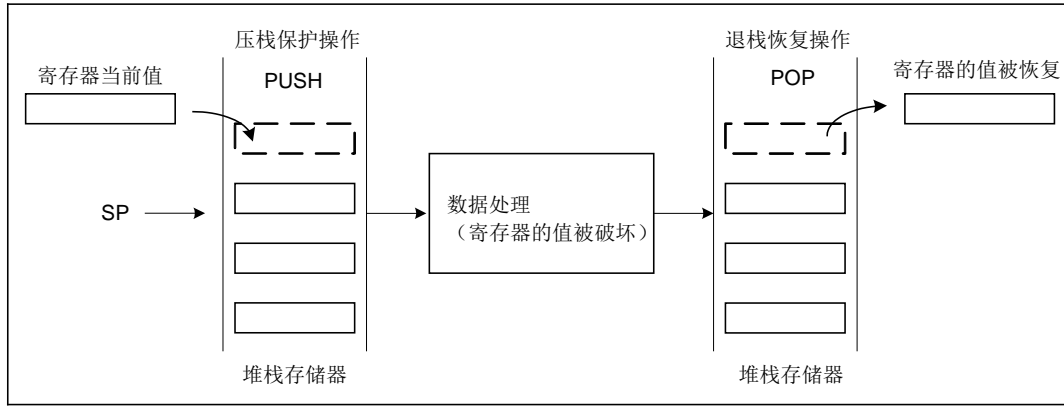 压栈保护操作
退栈恢复操作
寄存器当前值
PUSH
POP
寄存器的值被恢复
SP
数据处理
（寄存器的值被破坏）
堆栈存储器
堆栈存储器